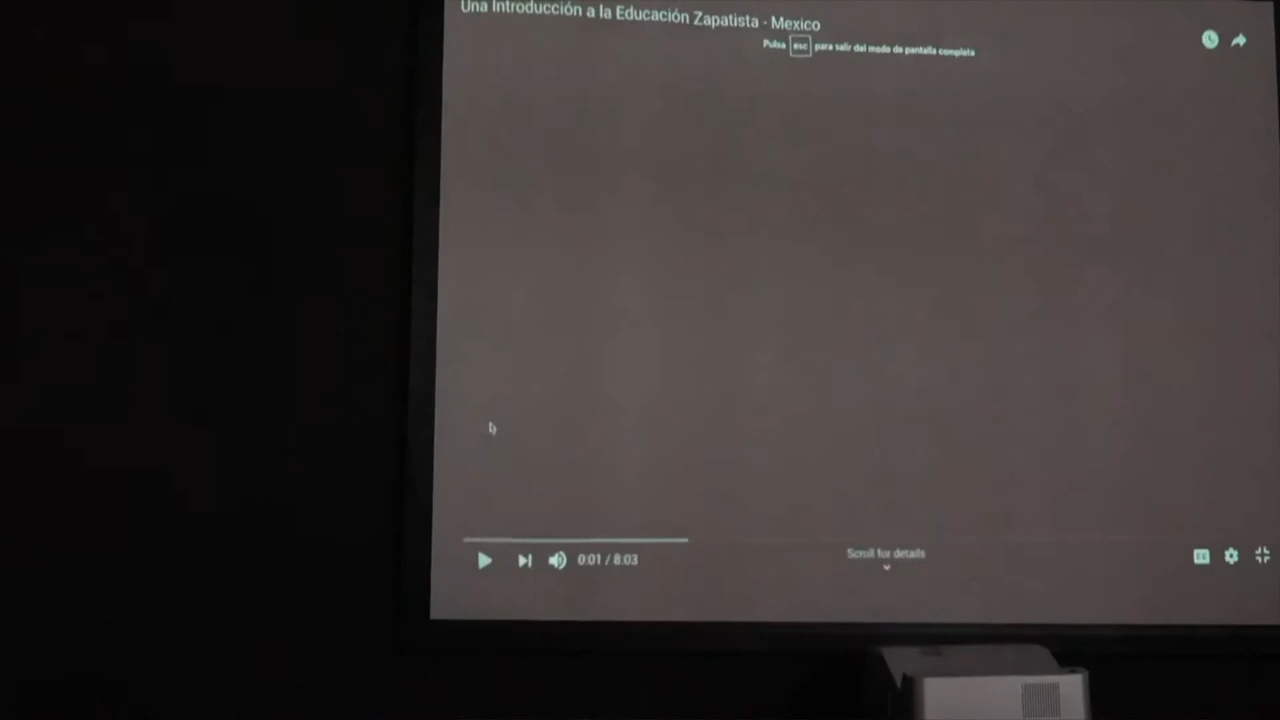 Una Introducción a la Educación Zapatista - Mexico
Pulsa esc para salir del modo de pantalla completa
0:01 / 8:03
Scroll for details